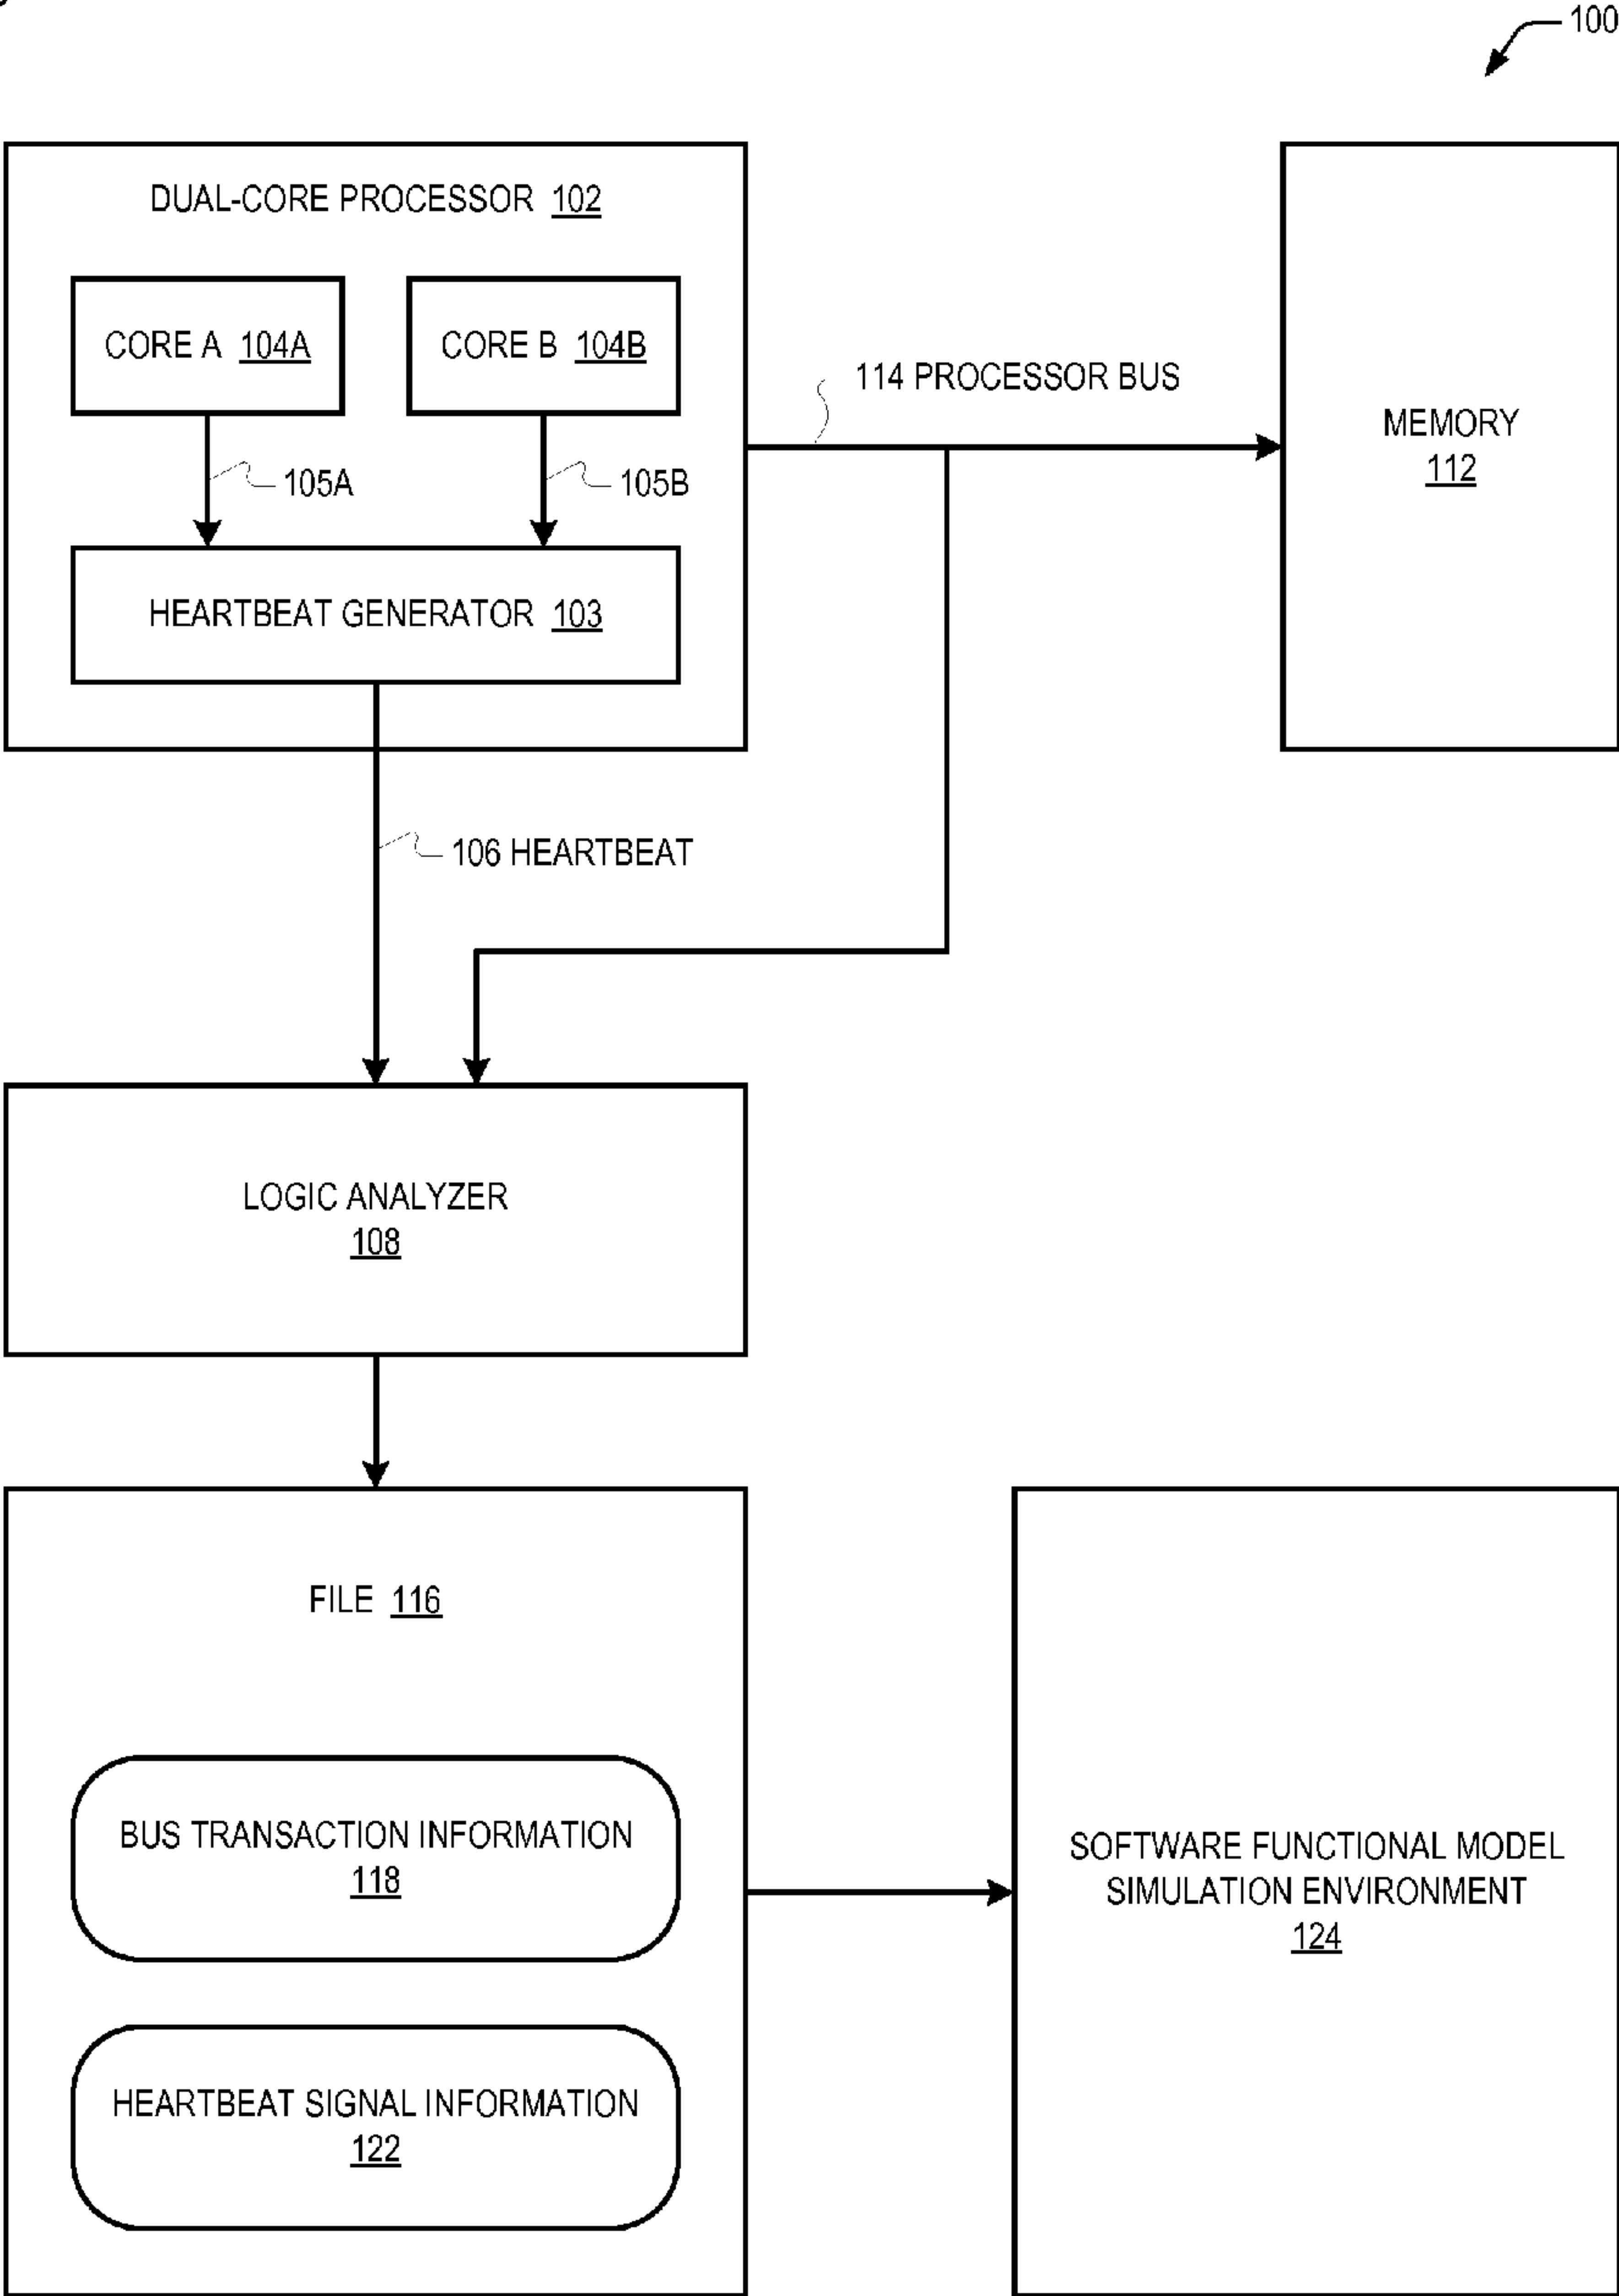 100
DUAL-CORE PROCESSOR 102
CORE A 104A
CORE B 104B
105A
105B
HEARTBEAT GENERATOR 103
114 PROCESSOR BUS
MEMORY
112
106 HEARTBEAT
LOGIC ANALYZER
108
FILE 116
BUS TRANSACTION INFORMATION
118
HEARTBEAT SIGNAL INFORMATION
122
SOFTWARE FUNCTIONAL MODEL
SIMULATION ENVIRONMENT
124